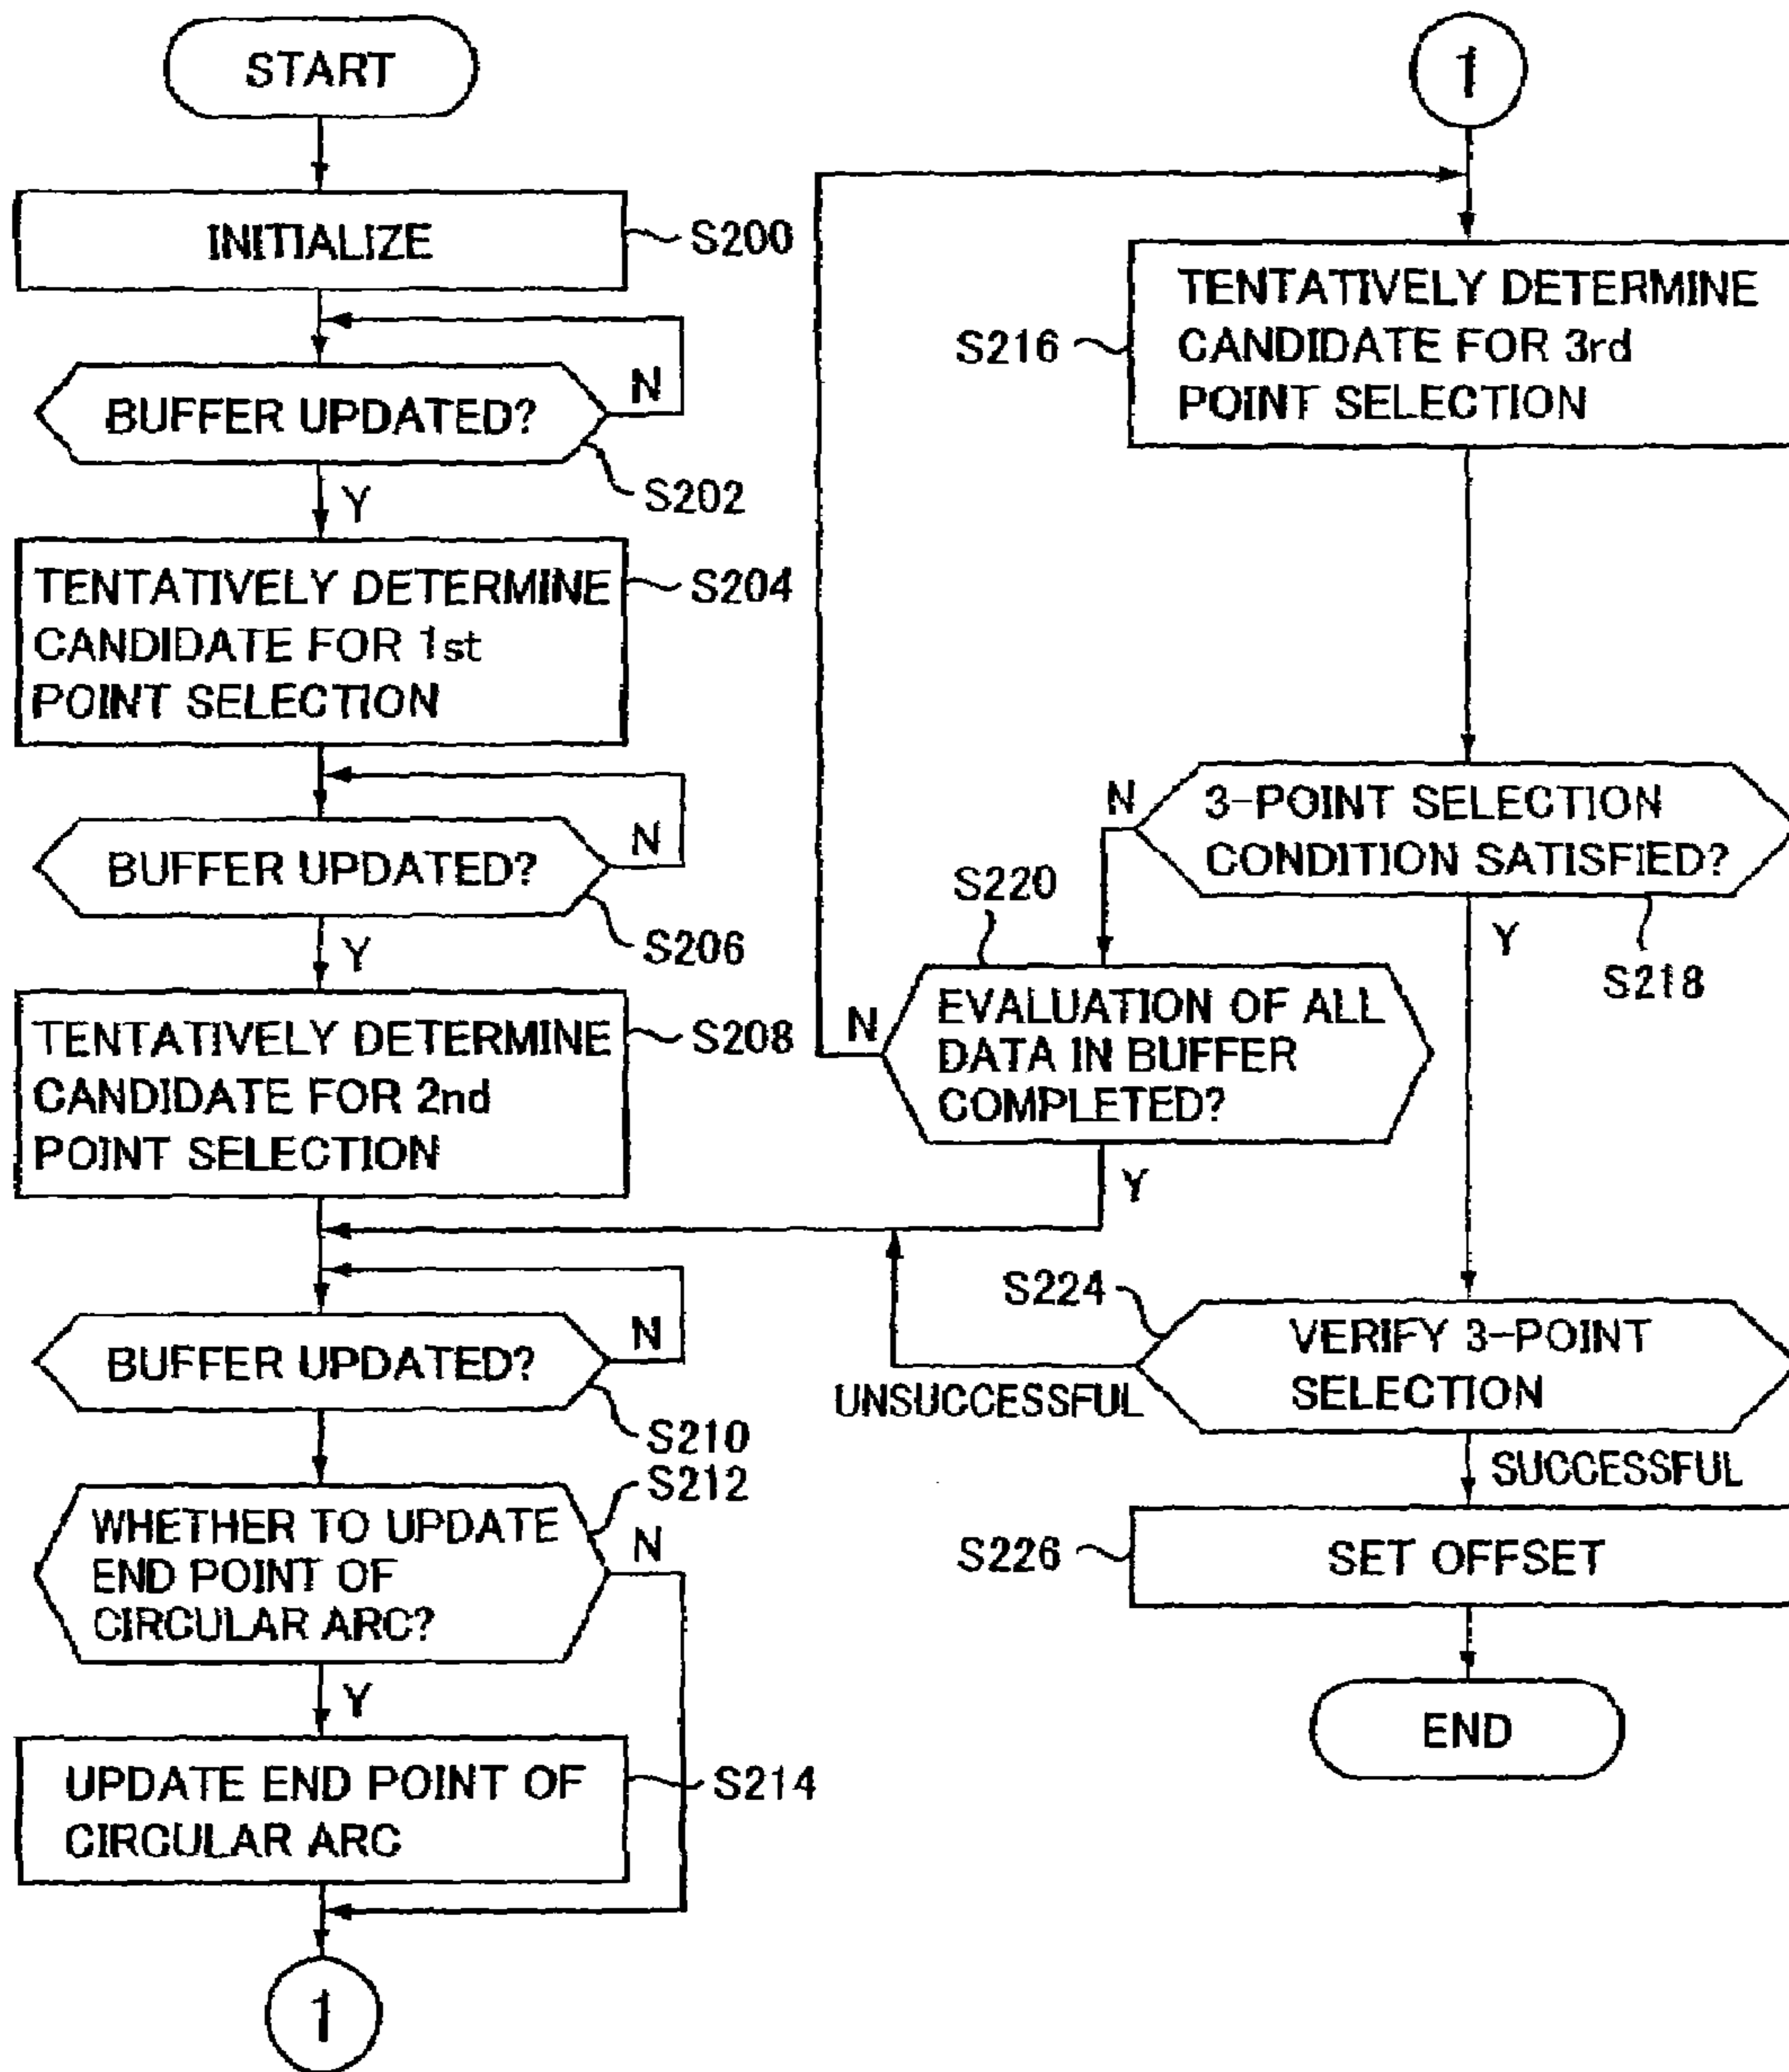 START
INITIALIZE
S200
BUFFER UPDATED?
N
S202
Y
TENTATIVELY DETERMINE
CANDIDATE FOR 1st
POINT SELECTION
S204
BUFFER UPDATED?
N
S206
Y
TENTATIVELY DETERMINE
CANDIDATE FOR 2nd
POINT SELECTION
S208
BUFFER UPDATED?
N
S210
WHETHER TO UPDATE
END POINT OF
CIRCULAR ARC?
S212
N
Y
UPDATE END POINT OF
CIRCULAR ARC
S214
1
1
TENTATIVELY DETERMINE
CANDIDATE FOR 3rd
POINT SELECTION
S216
3-POINT SELECTION
CONDITION SATISFIED?
N
Y
S218
S220
EVALUATION OF ALL
DATA IN BUFFER
COMPLETED?
N
Y
S224
VERIFY 3-POINT
SELECTION
UNSUCCESSFUL
SUCCESSFUL
S226
SET OFFSET
END